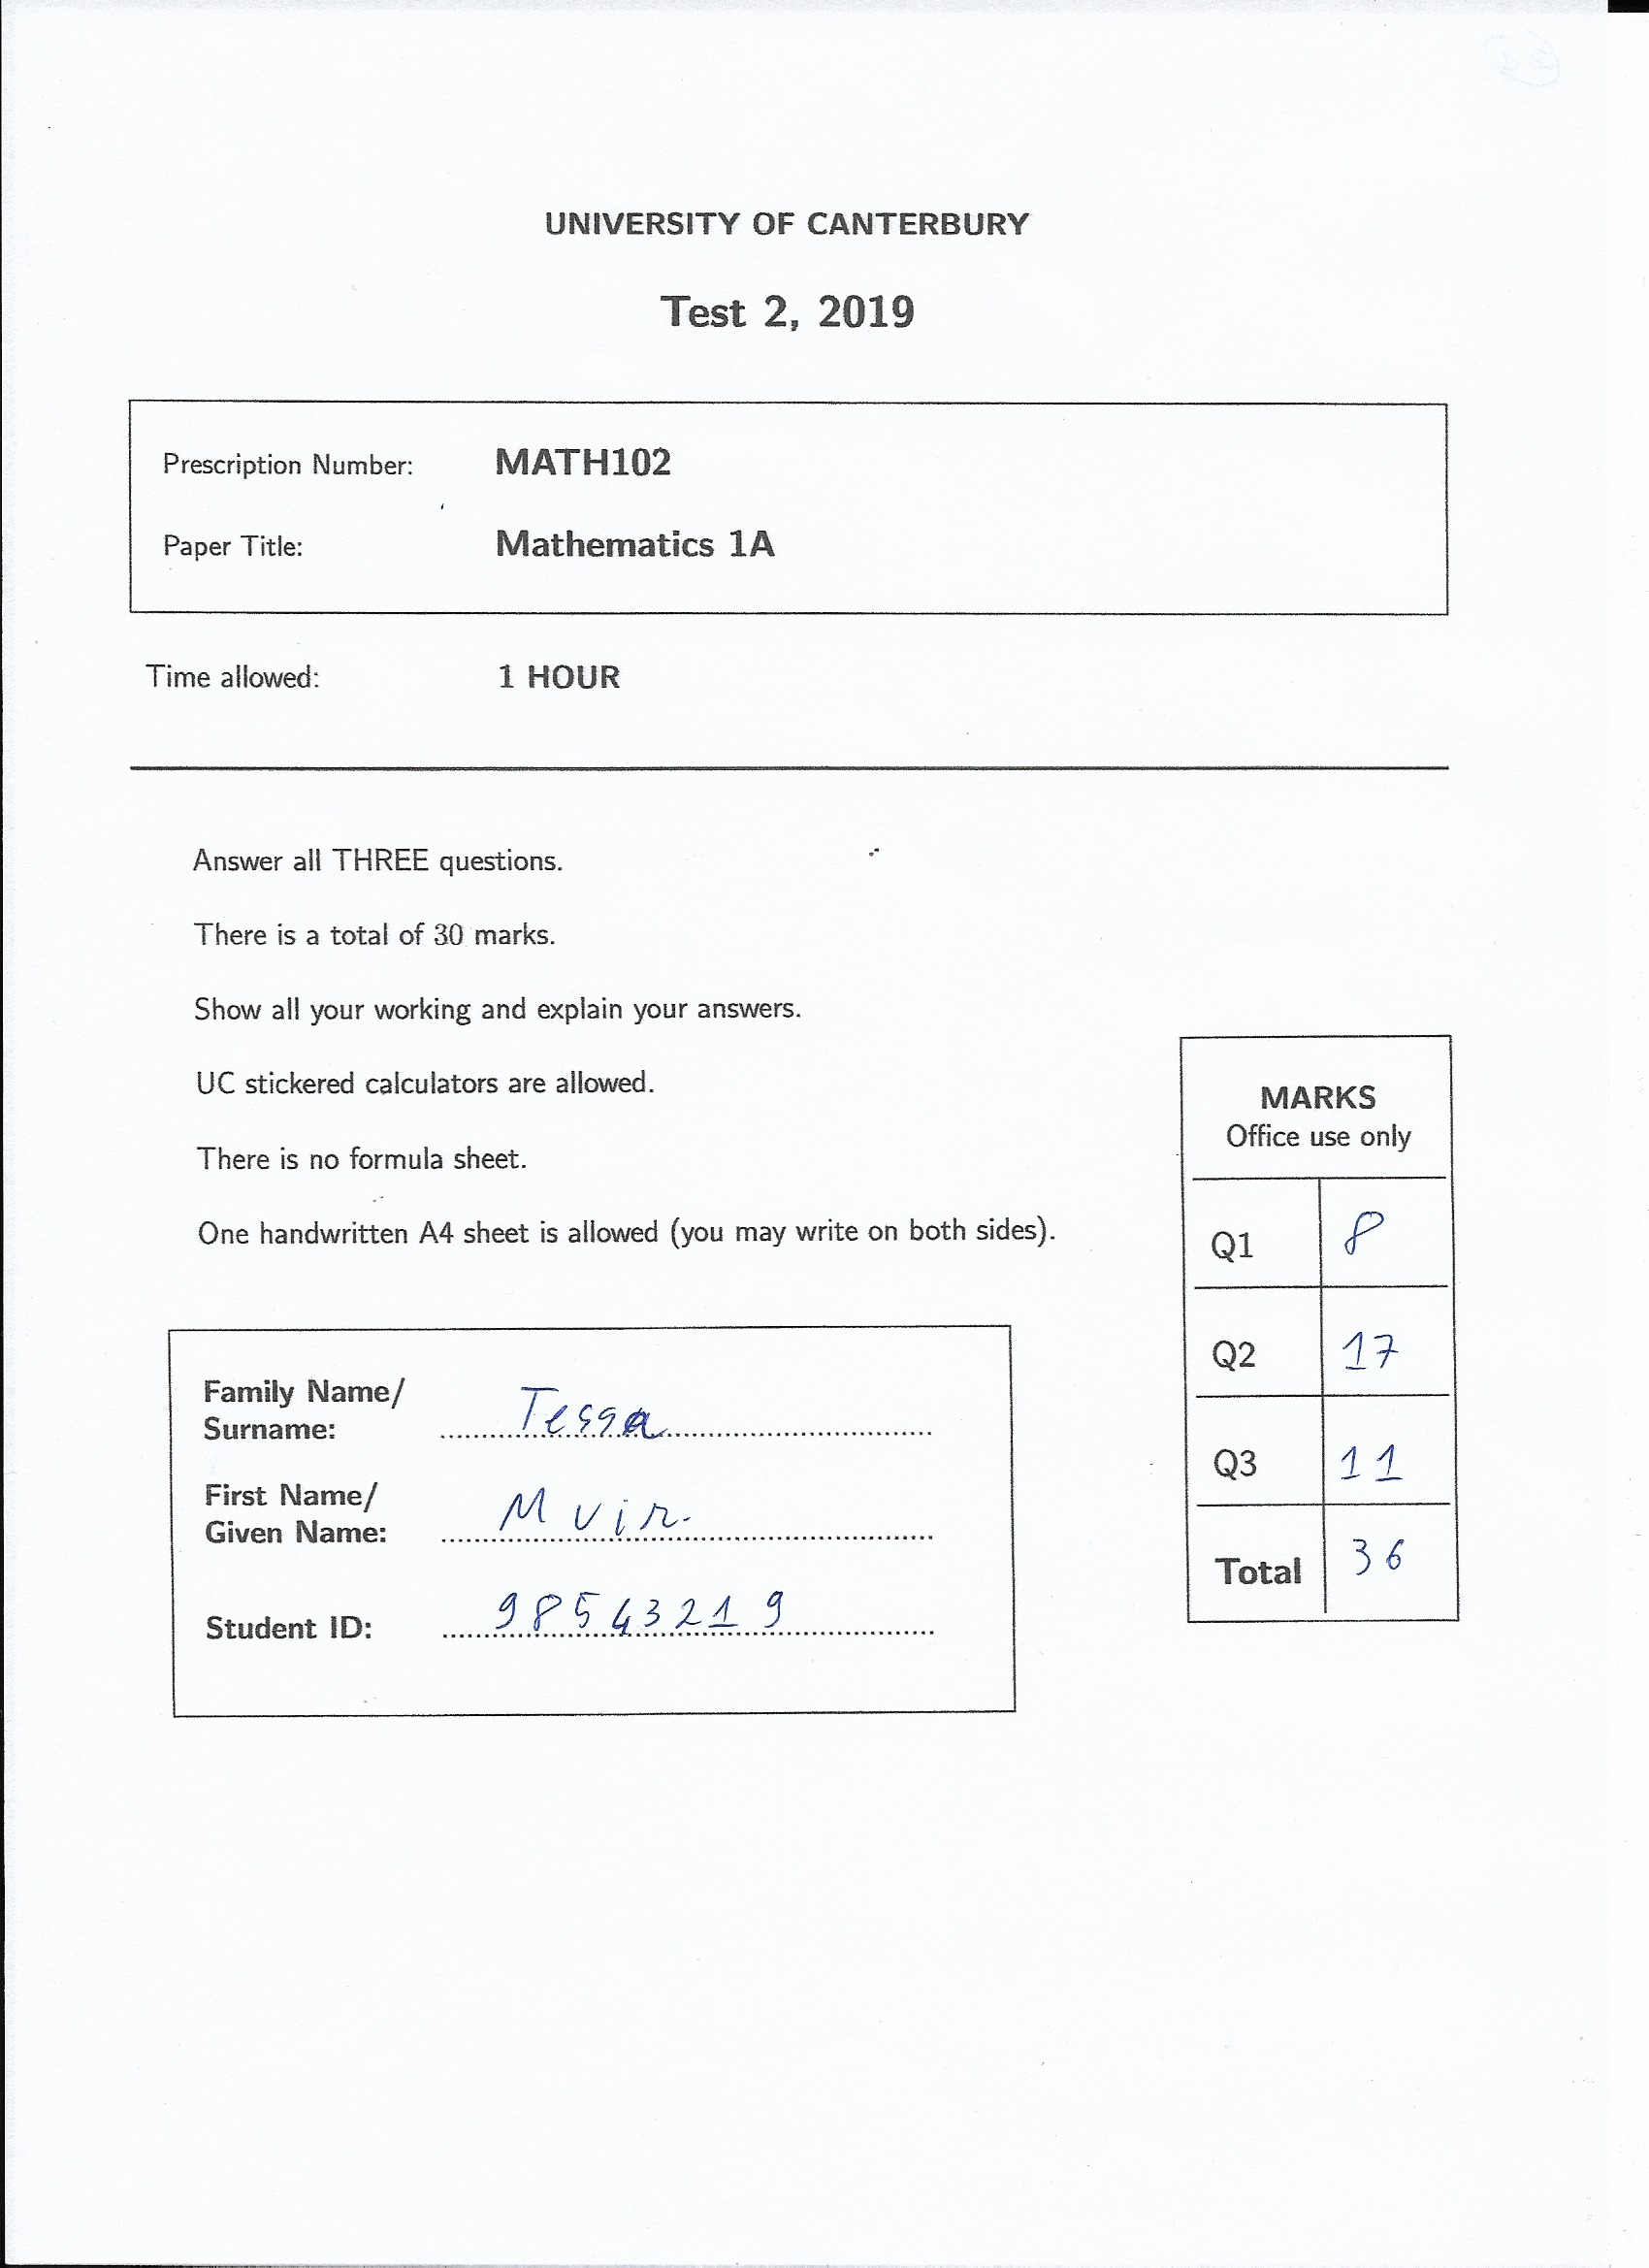 UNIVERSITY OF CANTERBURY
Test 2, 2019
Prescription Number: MATH102
Paper Title: Mathematics 1A
Time allowed: 1 HOUR
Answer all THREE questions.
There is a total of 30 marks.
Show all your working and explain your answers.
UC stickered calculators are allowed.
There is no formula sheet.
One handwritten A4 sheet is allowed (you may write on both sides).
MARKS
Office use only
Q1 8
Q2 17
Q3 11
Total 36
Family Name/
Surname: Tessa
First Name/
Given Name: Muir
Student ID: 98543219